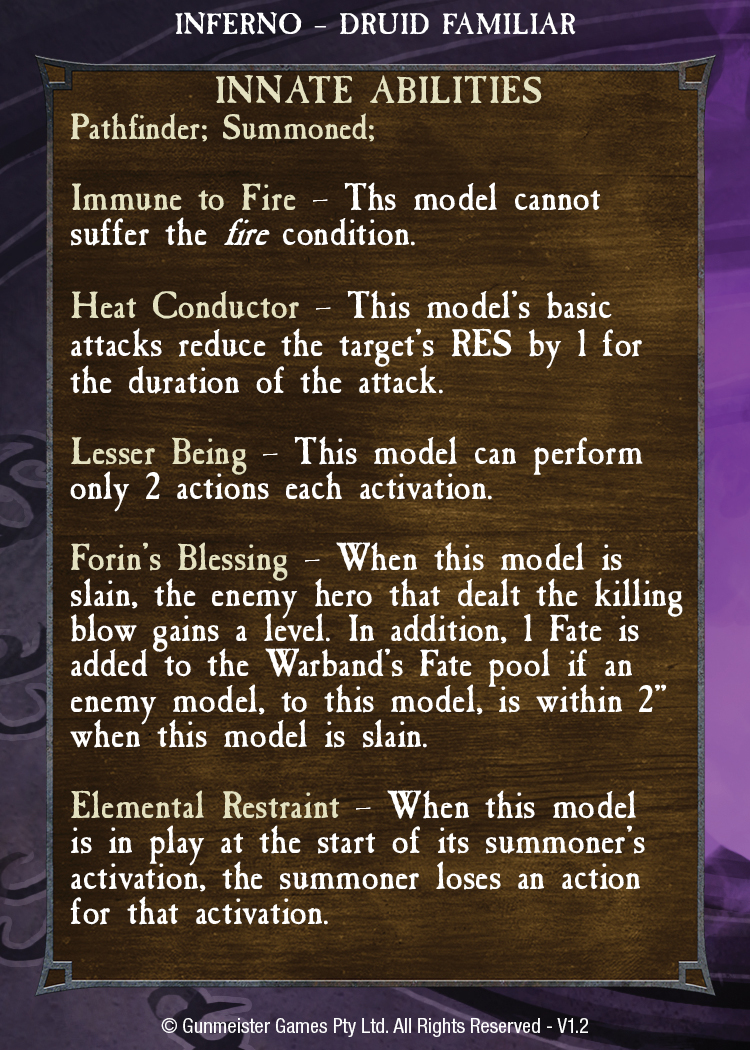 INFERNO – DRUID FAMILIAR
INNATE ABILITIES
Pathfinder; Summoned;
Immune to Fire – Ths model cannot
suffer the fire condition.
Heat Conductor – This model's basic
attacks reduce the target's RES by 1 for
the duration of the attack.
Lesser Being – This model can perform
only 2 actions each activation.
Forin's Blessing – When this model is
slain, the enemy hero that dealt the killing
blow gains a level. In addition, 1 Fate is
added to the Warband's Fate pool if an
enemy model, to this model, is within 2”
when this model is slain.
Elemental Restraint – When this model
is in play at the start of its summoner's
activation, the summoner loses an action
for that activation.
© Gunmeister Games Pty Ltd. All Rights Reserved - V1.2